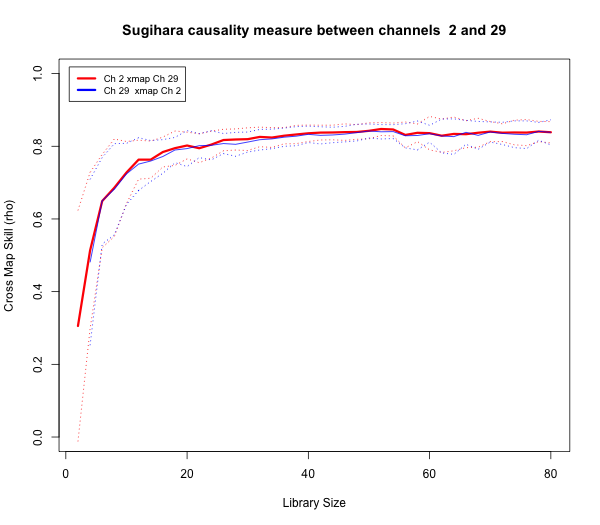 Sugihara causality measure between channels  2 and 29
Ch 2 xmap Ch 29
Ch 29  xmap Ch 2
Cross Map Skill (rho)
1.0
0.8
0.6
0.4
0.2
0.0
0 20 40 60 80
Library Size